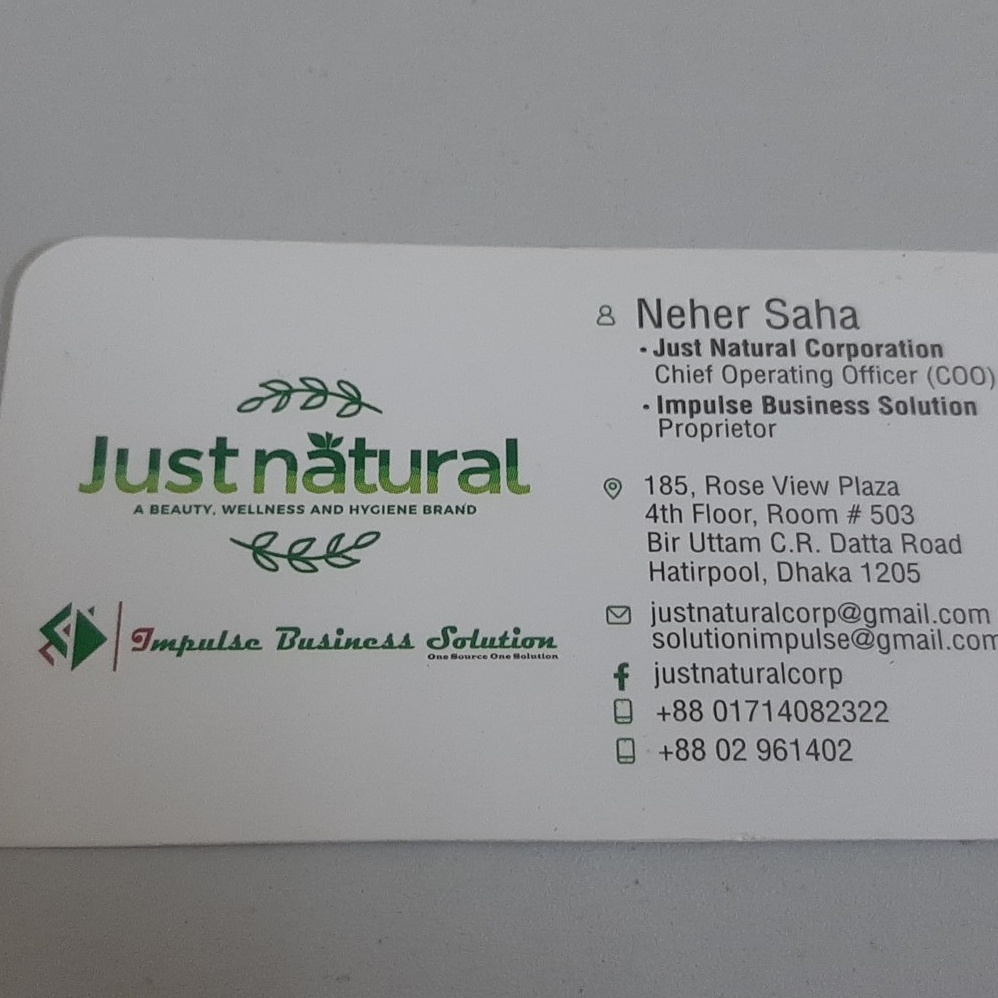 Just natural
A BEAUTY, WELLNESS AND HYGIENE BRAND
Impulse Business Solution
One Source One Solution
Neher Saha
· Just Natural Corporation
Chief Operating Officer (COO)
· Impulse Business Solution
Proprietor
185, Rose View Plaza
4th Floor, Room # 503
Bir Uttam C.R. Datta Road
Hatirpool, Dhaka 1205
justnaturalcorp@gmail.com
solutionimpulse@gmail.com
justnaturalcorp
+88 01714082322
+88 02 961402